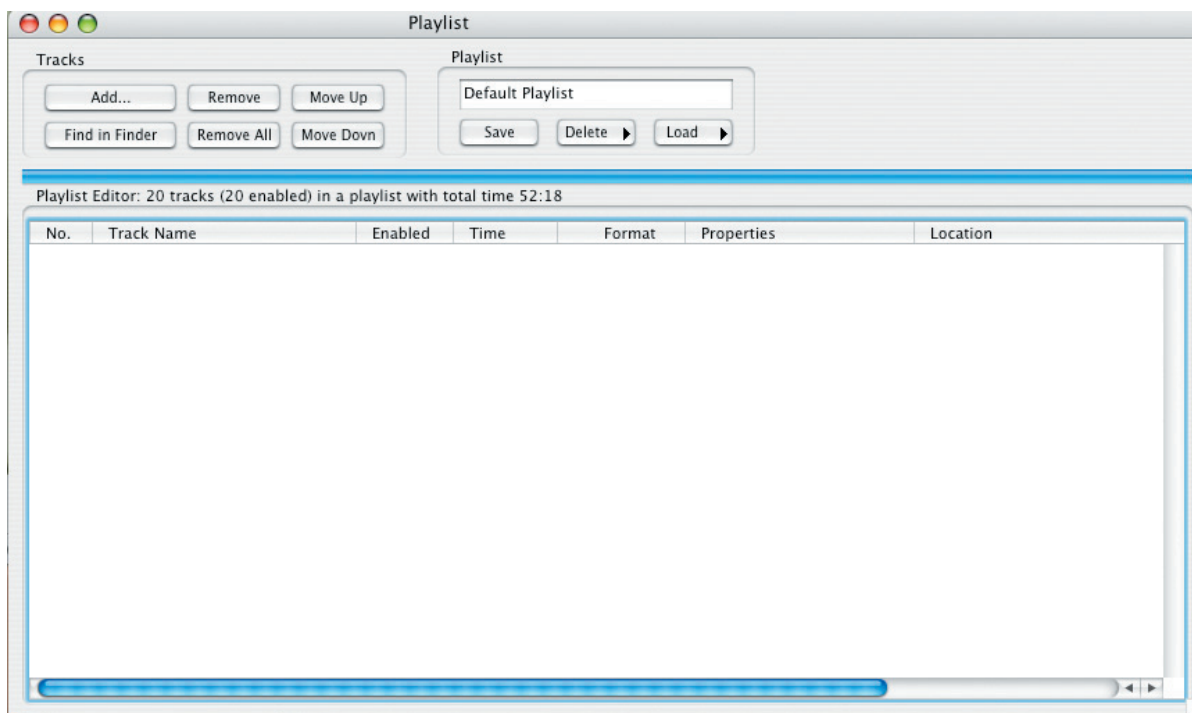 Playlist
Tracks
Playlist
Add... Remove Move Up
Default Playlist
Find in Finder Remove All Move Dovn
Save Delete Load
Playlist Editor: 20 tracks (20 enabled) in a playlist with total time 52:18
No. Track Name Enabled Time Format Properties Location